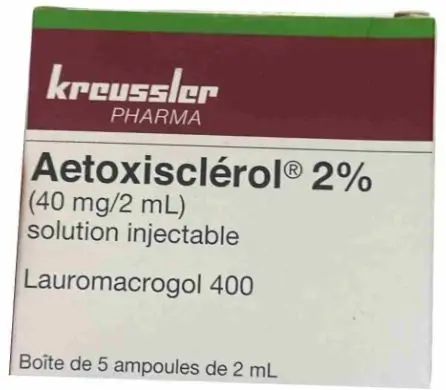 kreussler
PHARMA
Aetoxisclérol® 2%
(40 mg/2 mL)
solution injectable
Lauromacrogol 400
Boîte de 5 ampoules de 2 mL